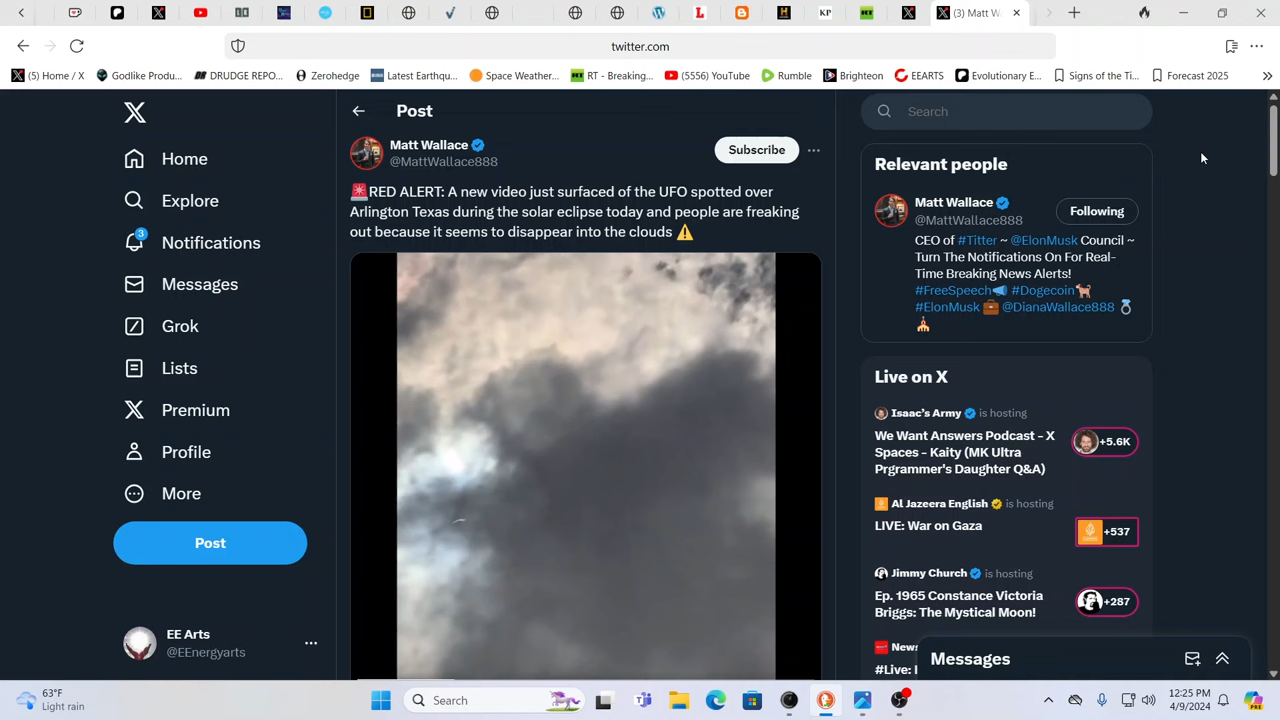 (3) Matt W
KP
RT
twitter.com
(5) Home / X
Godlike Produ...
DRUDGE REPO...
Zerohedge
Latest Earthqu...
Space Weather...
RT - Breaking...
(5556) YouTube
Rumble
Brighteon
EEARTS
Evolutionary E...
Signs of the Ti...
Forecast 2025
Home
Explore
3
Notifications
Messages
Grok
Lists
Premium
Profile
More
Post
EE Arts
@EEnergyarts
Post
Matt Wallace
@MattWallace888
Subscribe
🚨RED ALERT: A new video just surfaced of the UFO spotted over
Arlington Texas during the solar eclipse today and people are freaking
out because it seems to disappear into the clouds ⚠️
Search
Relevant people
Matt Wallace
@MattWallace888
Following
CEO of #Titter ~ @ElonMusk Council ~
Turn The Notifications On For Real-
Time Breaking News Alerts!
#FreeSpeech📢 #Dogecoin🐕
#ElonMusk 💼 @DianaWallace888 💍
⛪
Live on X
Isaac's Army is hosting
We Want Answers Podcast - X
Spaces - Kaity (MK Ultra
Prgrammer's Daughter Q&A)
+5.6K
Al Jazeera English is hosting
LIVE: War on Gaza
+537
Jimmy Church is hosting
Ep. 1965 Constance Victoria
Briggs: The Mystical Moon!
+287
News
#Live:
Messages
63°F
Light rain
Search
12:25 PM
4/9/2024
PRE